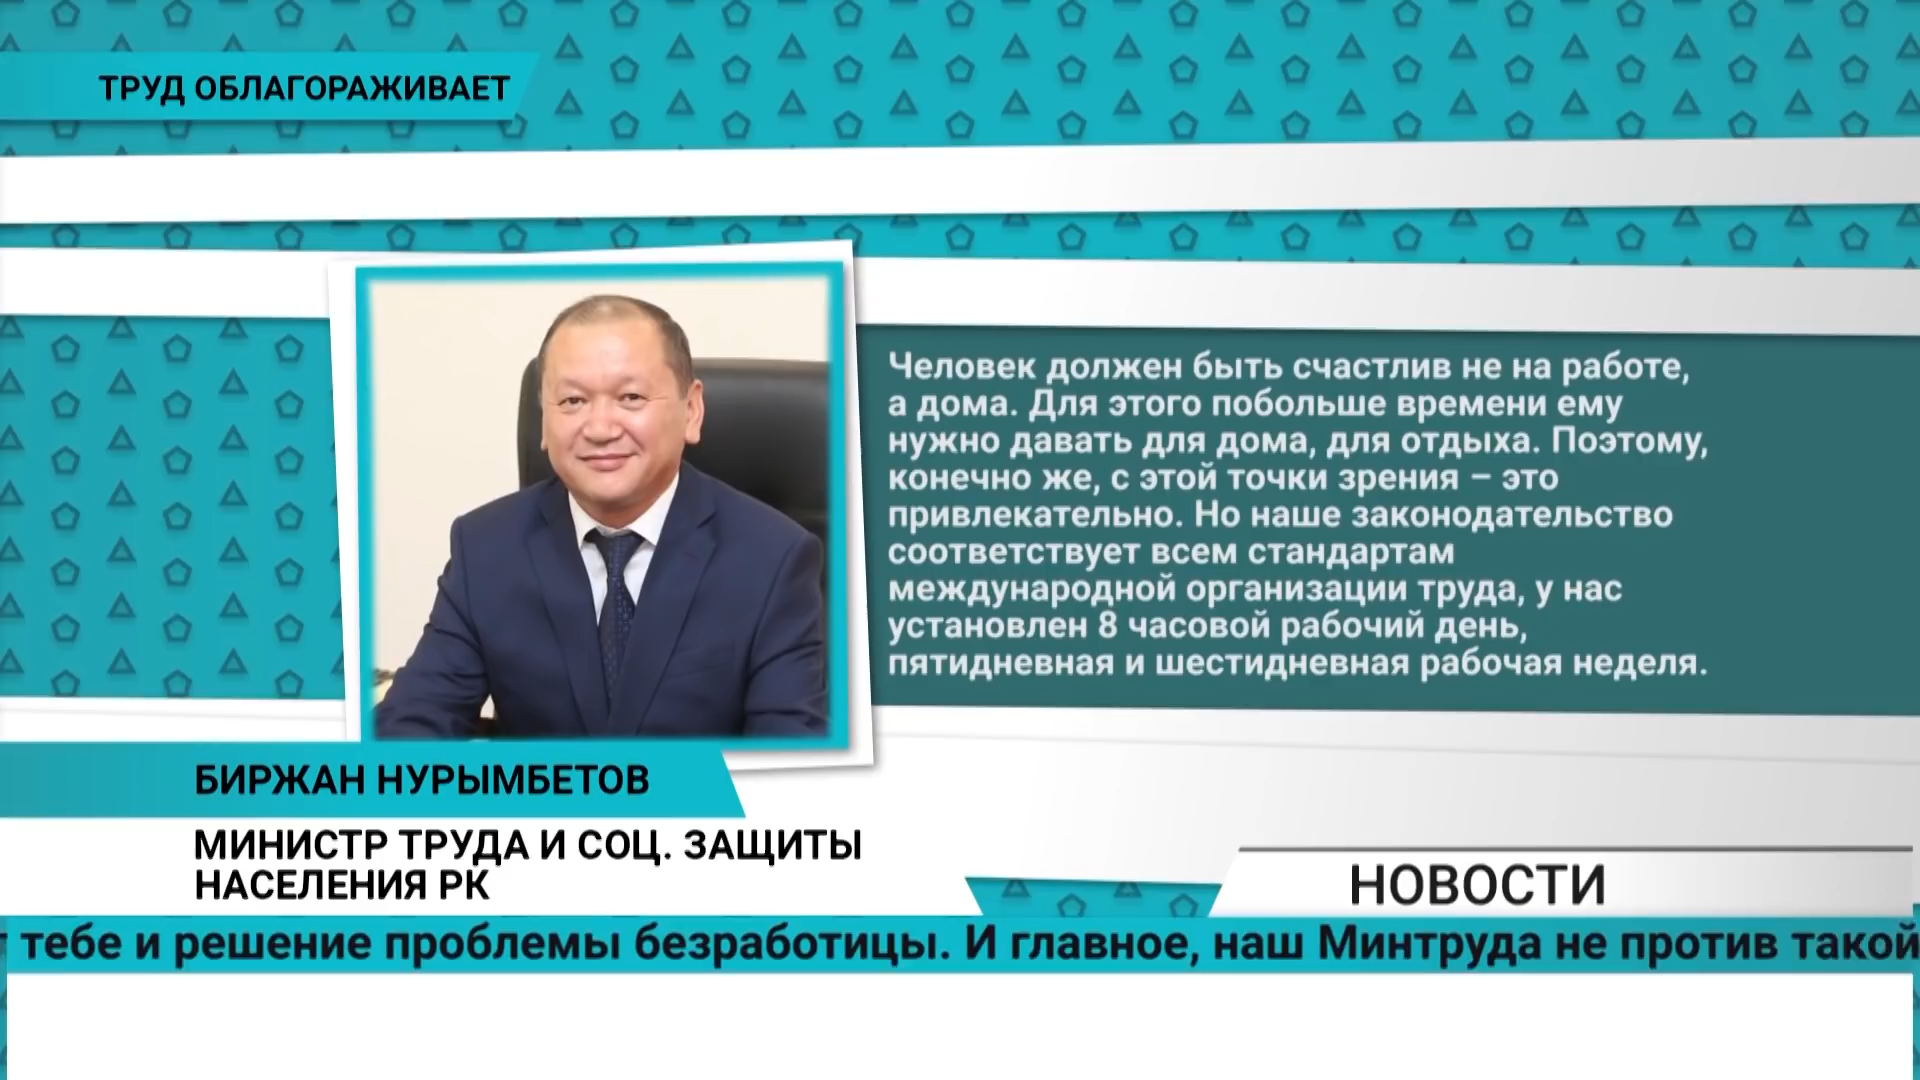 ТРУД ОБЛАГОРАЖИВАЕТ
Человек должен быть счастлив не на работе,
а дома. Для этого побольше времени ему
нужно давать для дома, для отдыха. Поэтому,
конечно же, с этой точки зрения – это
привлекательно. Но наше законодательство
соответствует всем стандартам
международной организации труда, у нас
установлен 8 часовой рабочий день,
пятидневная и шестидневная рабочая неделя.
БИРЖАН НУРЫМБЕТОВ
МИНИСТР ТРУДА И СОЦ. ЗАЩИТЫ
НАСЕЛЕНИЯ РК
НОВОСТИ
тебе и решение проблемы безработицы. И главное, наш Минтруда не против такой